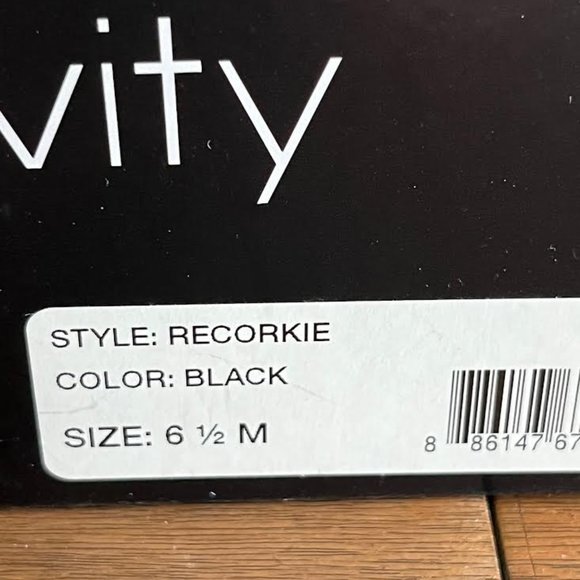 vity
STYLE: RECORKIE
COLOR: BLACK
SIZE: 6 ½ M
8 86147 67